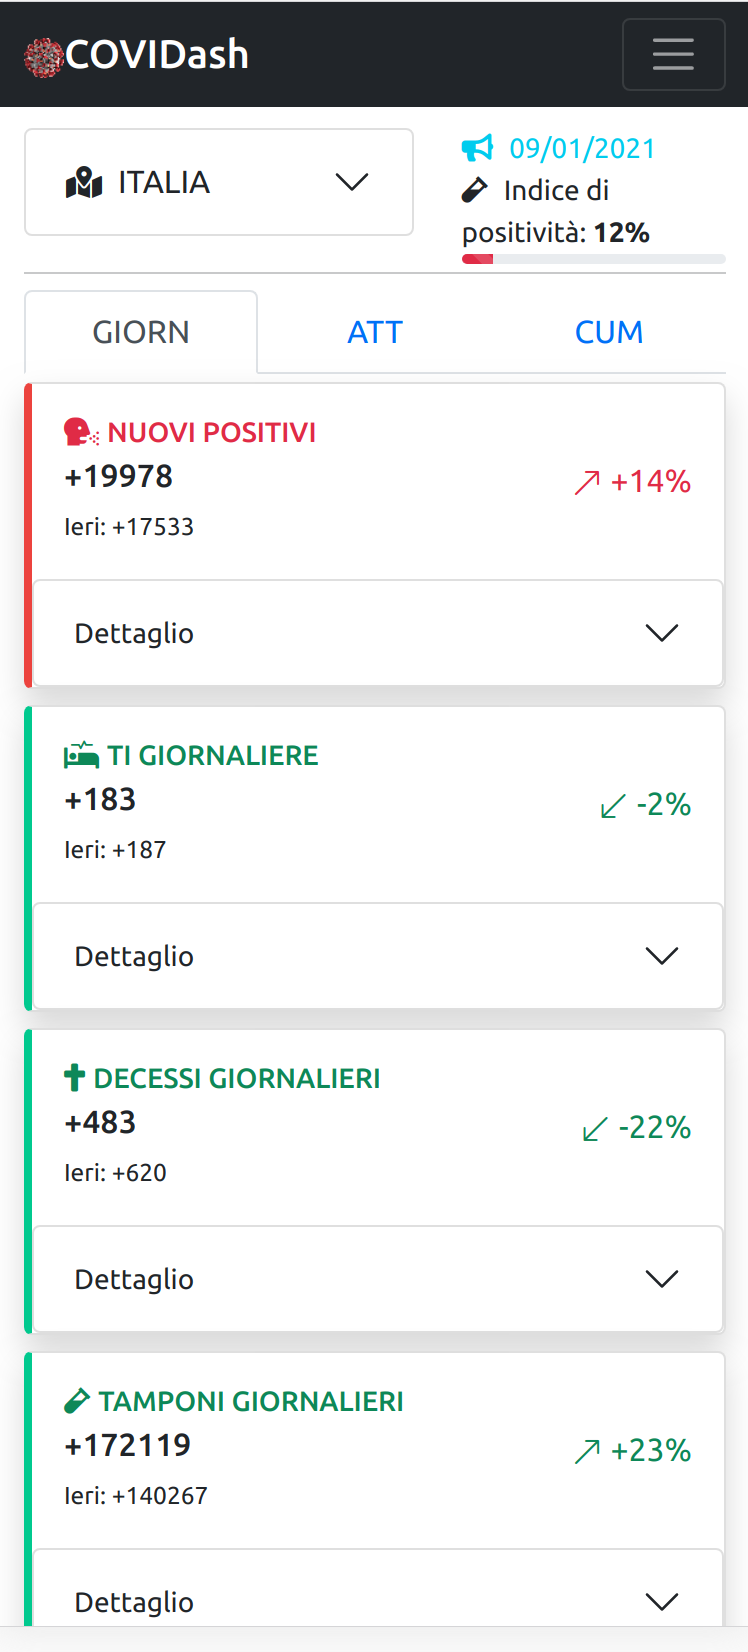 COVIDash
ITALIA
09/01/2021
Indice di
positività: 12%
GIORN
ATT
CUM
NUOVI POSITIVI
+19978
+14%
Ieri: +17533
Dettaglio
TI GIORNALIERE
+183
-2%
Ieri: +187
Dettaglio
DECESSI GIORNALIERI
+483
-22%
Ieri: +620
Dettaglio
TAMPONI GIORNALIERI
+172119
+23%
Ieri: +140267
Dettaglio